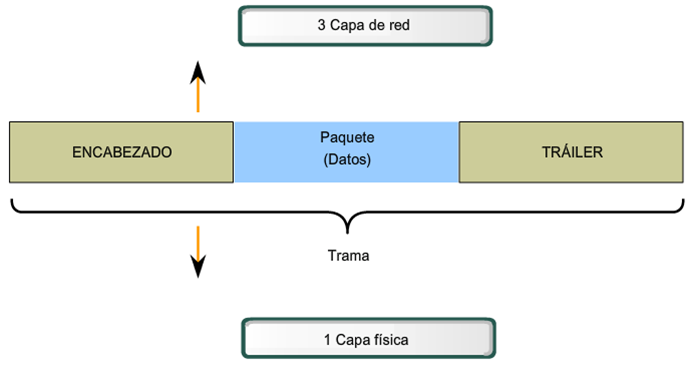 3 Capa de red
ENCABEZADO
Paquete
(Datos)
TRÁILER
Trama
1 Capa física